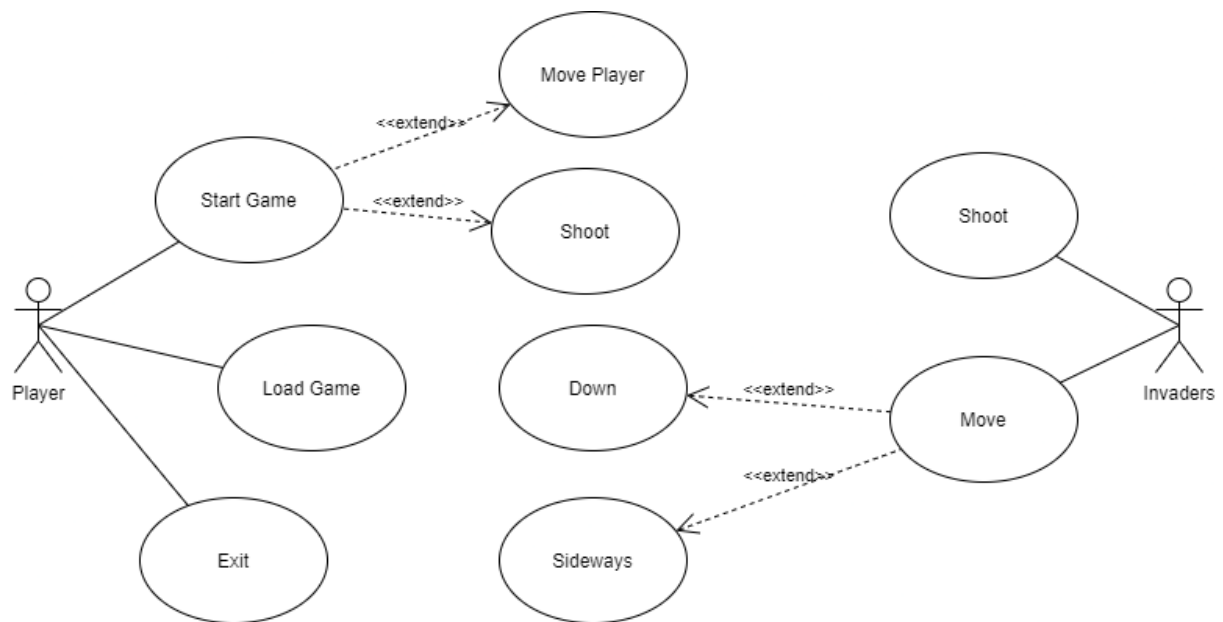 Move Player
<<extend>>
Start Game
<<extend>>
Shoot
Shoot
Player
Load Game
Down
<<extend>>
Move
Invaders
<<extend>>
Exit
Sideways